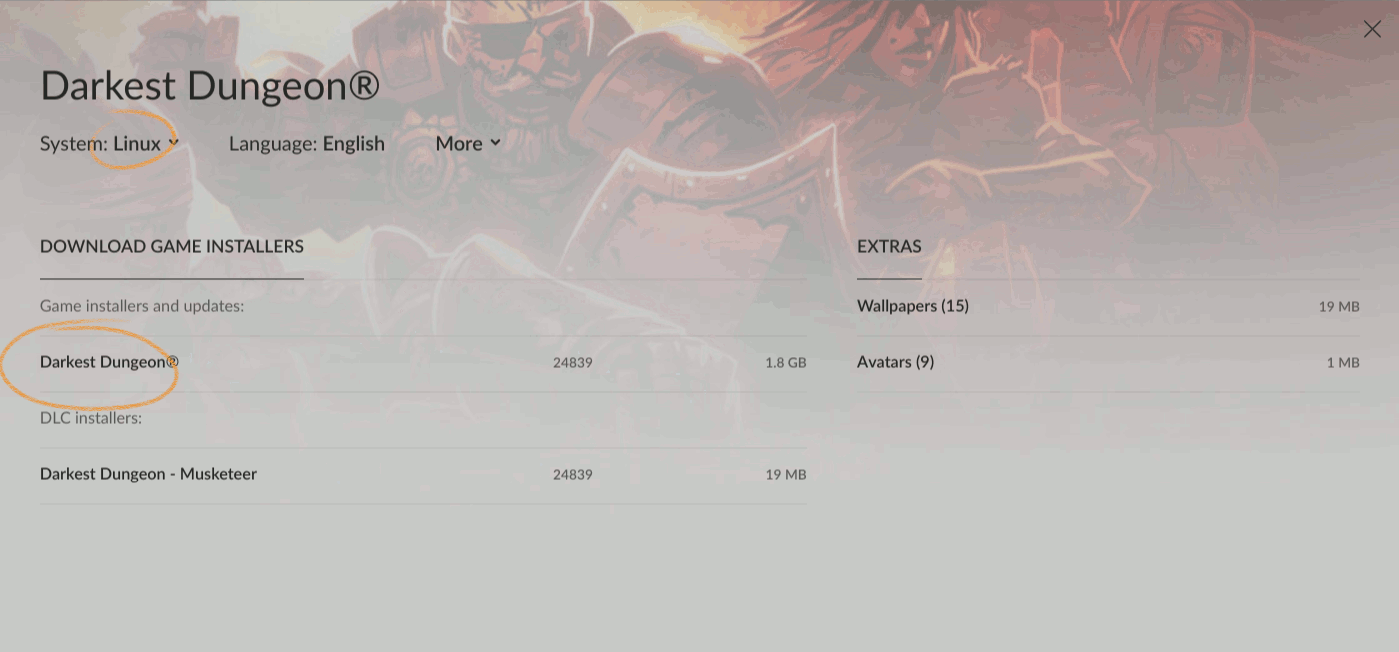 Darkest Dungeon®
System: Linux Language: English More
DOWNLOAD GAME INSTALLERS
Game installers and updates:
Darkest Dungeon® 24839 1.8 GB
DLC installers:
Darkest Dungeon - Musketeer 24839 19 MB
EXTRAS
Wallpapers (15) 19 MB
Avatars (9) 1 MB